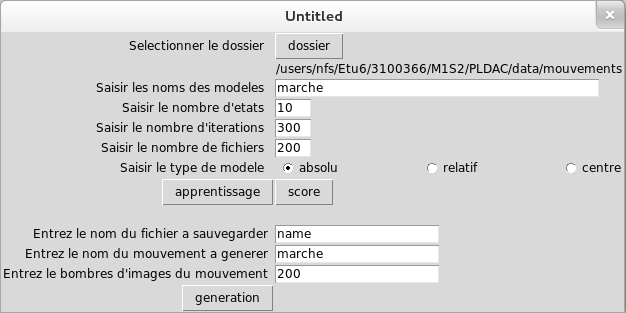 Untitled
Selectionner le dossier dossier
/users/nfs/Etu6/3100366/M1S2/PLDAC/data/mouvements
Saisir les noms des modeles marche
Saisir le nombre d'etats 10
Saisir le nombre d'iterations 300
Saisir le nombre de fichiers 200
Saisir le type de modele absolu relatif centre
apprentissage score
Entrez le nom du fichier a sauvegarder name
Entrez le nom du mouvement a generer marche
Entrez le bombres d'images du mouvement 200
generation